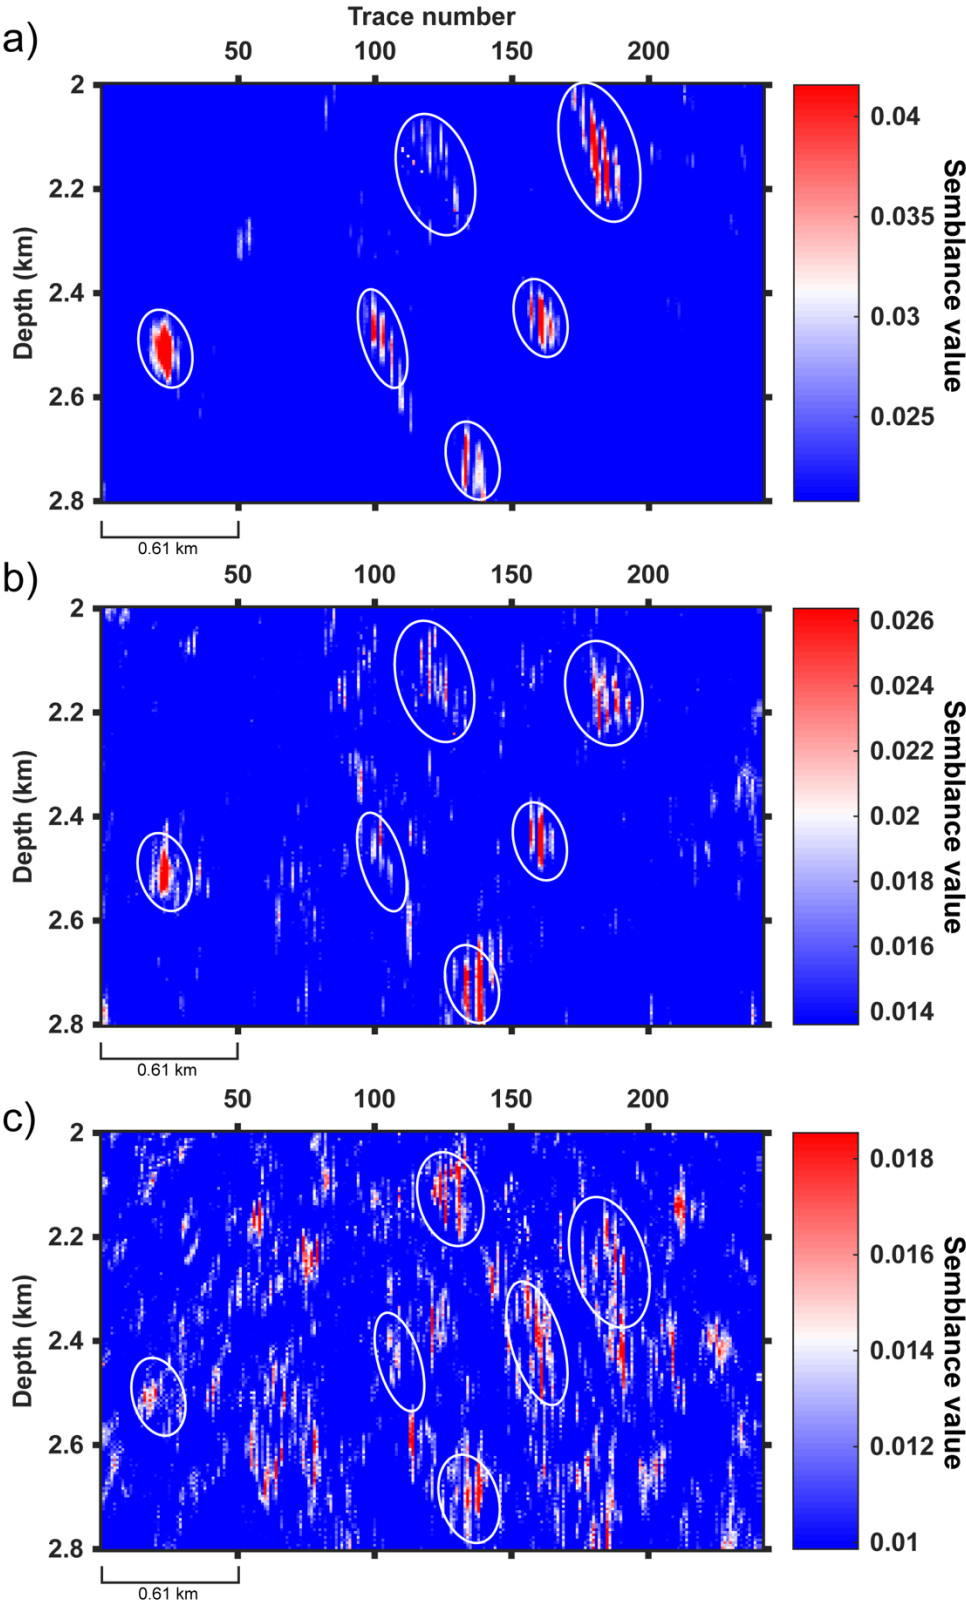 Trace number
a)
50 100 150 200
2
2.2
2.4
2.6
2.8
Depth (km)
0.61 km
0.04
0.035
0.03
0.025
Semblance value
b)
50 100 150 200
2
2.2
2.4
2.6
2.8
Depth (km)
0.61 km
0.026
0.024
0.022
0.02
0.018
0.016
0.014
Semblance value
c)
50 100 150 200
2
2.2
2.4
2.6
2.8
Depth (km)
0.61 km
0.018
0.016
0.014
0.012
0.01
Semblance value